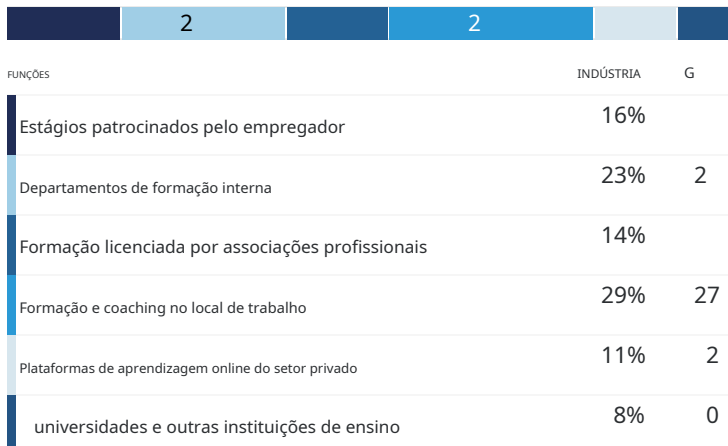 2 2
FUNÇÕES INDÚSTRIA G
Estágios patrocinados pelo empregador 16%
Departamentos de formação interna 23% 2
Formação licenciada por associações profissionais 14%
Formação e coaching no local de trabalho 29% 27
Plataformas de aprendizagem online do setor privado 11% 2
universidades e outras instituições de ensino 8% 0